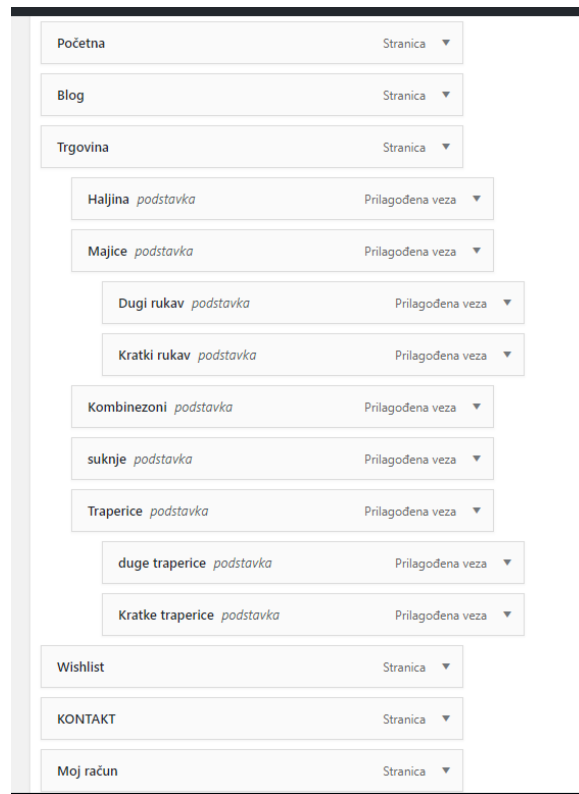 Početna Stranica
Blog Stranica
Trgovina Stranica
Haljina podstavka Prilagođena veza
Majice podstavka Prilagođena veza
Dugi rukav podstavka Prilagođena veza
Kratki rukav podstavka Prilagođena veza
Kombinezoni podstavka Prilagođena veza
suknje podstavka Prilagođena veza
Traperice podstavka Prilagođena veza
duge traperice podstavka Prilagođena veza
Kratke traperice podstavka Prilagođena veza
Wishlist Stranica
KONTAKT Stranica
Moj račun Stranica